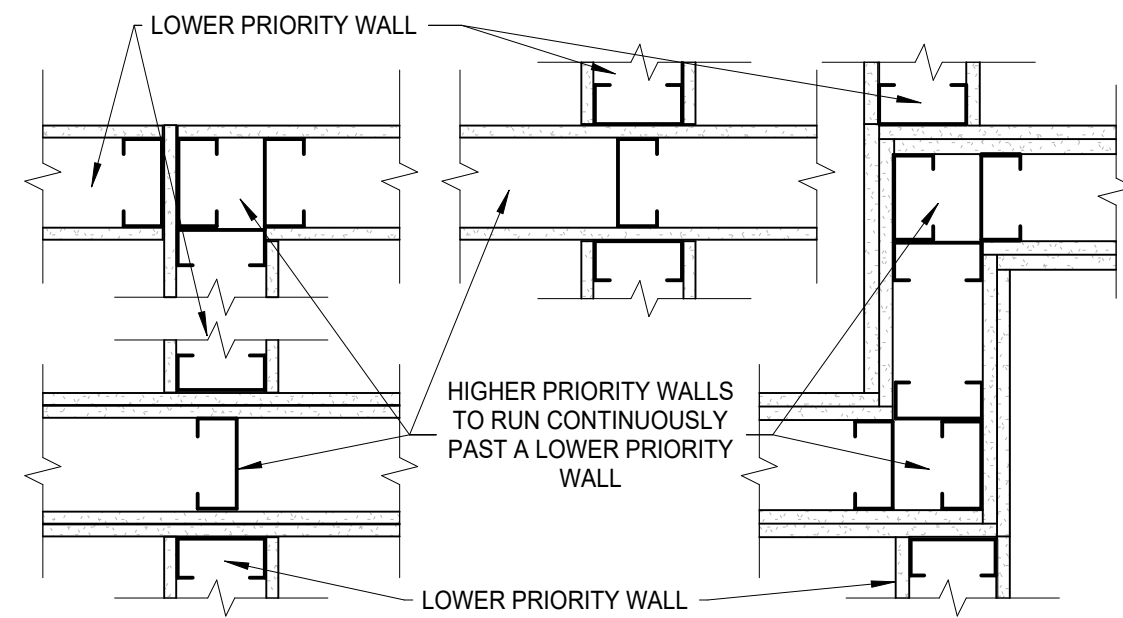 LOWER PRIORITY WALL
HIGHER PRIORITY WALLS
TO RUN CONTINUOUSLY
PAST A LOWER PRIORITY
WALL
LOWER PRIORITY WALL